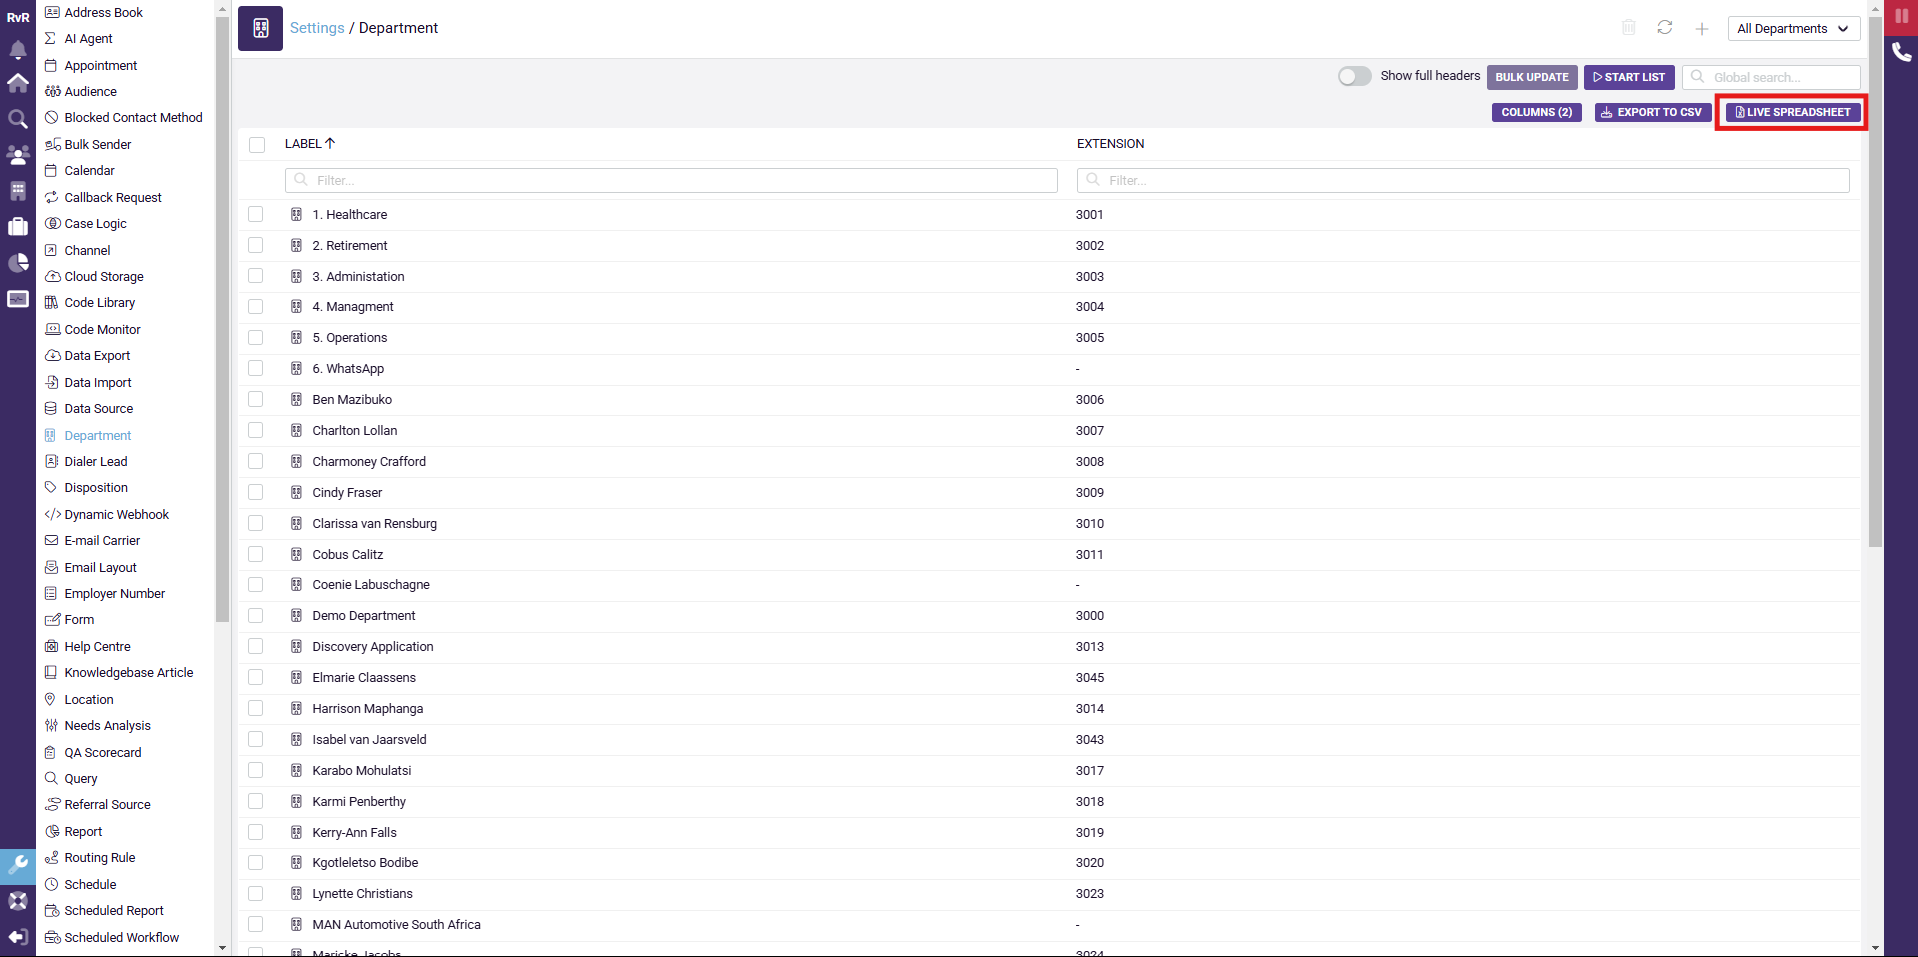 RvR
Address Book
AI Agent
Appointment
Audience
Blocked Contact Method
Bulk Sender
Calendar
Callback Request
Case Logic
Channel
Cloud Storage
Code Library
Code Monitor
Data Export
Data Import
Data Source
Department
Dialer Lead
Disposition
Dynamic Webhook
E-mail Carrier
Email Layout
Employer Number
Form
Help Centre
Knowledgebase Article
Location
Needs Analysis
QA Scorecard
Query
Referral Source
Report
Routing Rule
Schedule
Scheduled Report
Scheduled Workflow
Settings / Department
All Departments
Show full headers
BULK UPDATE
START LIST
Global search...
COLUMNS (2)
EXPORT TO CSV
LIVE SPREADSHEET
LABEL EXTENSION
Filter... Filter...
1. Healthcare 3001
2. Retirement 3002
3. Administation 3003
4. Managment 3004
5. Operations 3005
6. WhatsApp -
Ben Mazibuko 3006
Charlton Lollan 3007
Charmoney Crafford 3008
Cindy Fraser 3009
Clarissa van Rensburg 3010
Cobus Calitz 3011
Coenie Labuschagne -
Demo Department 3000
Discovery Application 3013
Elmarie Claassens 3045
Harrison Maphanga 3014
Isabel van Jaarsveld 3043
Karabo Mohulatsi 3017
Karmi Penberthy 3018
Kerry-Ann Falls 3019
Kgotleletso Bodibe 3020
Lynette Christians 3023
MAN Automotive South Africa -
Maricke Jacobs 3024